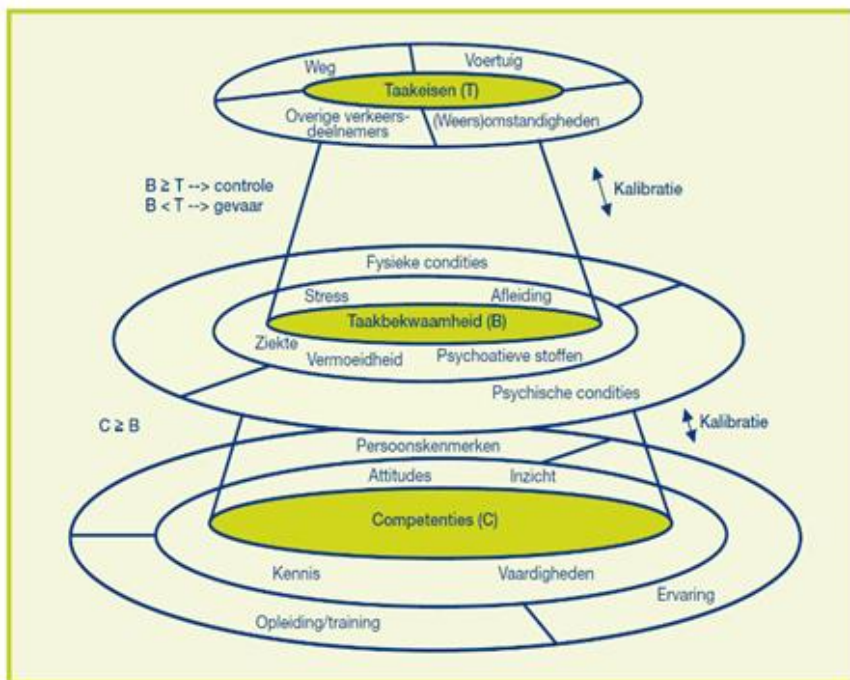 Weg
Voertuig
Taakeisen (T)
Overige verkeers-
deelnemers
(Weers)omstandigheden
B ≥ T --> controle
B < T --> gevaar
Kalibratie
Fysieke condities
Stress
Afleiding
Taakbekwaamheid (B)
Ziekte
Vermoeidheid
Psychoatieve stoffen
Psychische condities
C ≥ B
Kalibratie
Persoonskenmerken
Attitudes
Inzicht
Competenties (C)
Kennis
Vaardigheden
Ervaring
Opleiding/training